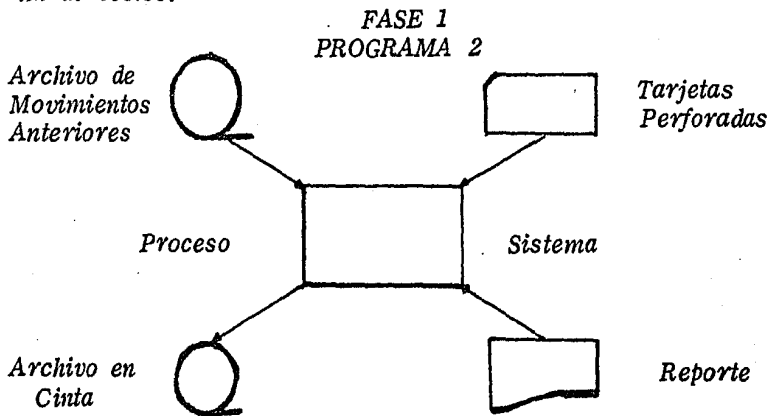 FASE 1
PROGRAMA 2
Archivo de
Movimientos
Anteriores
Tarjetas
Perforadas
Proceso
Sistema
Archivo en
Cinta
Reporte